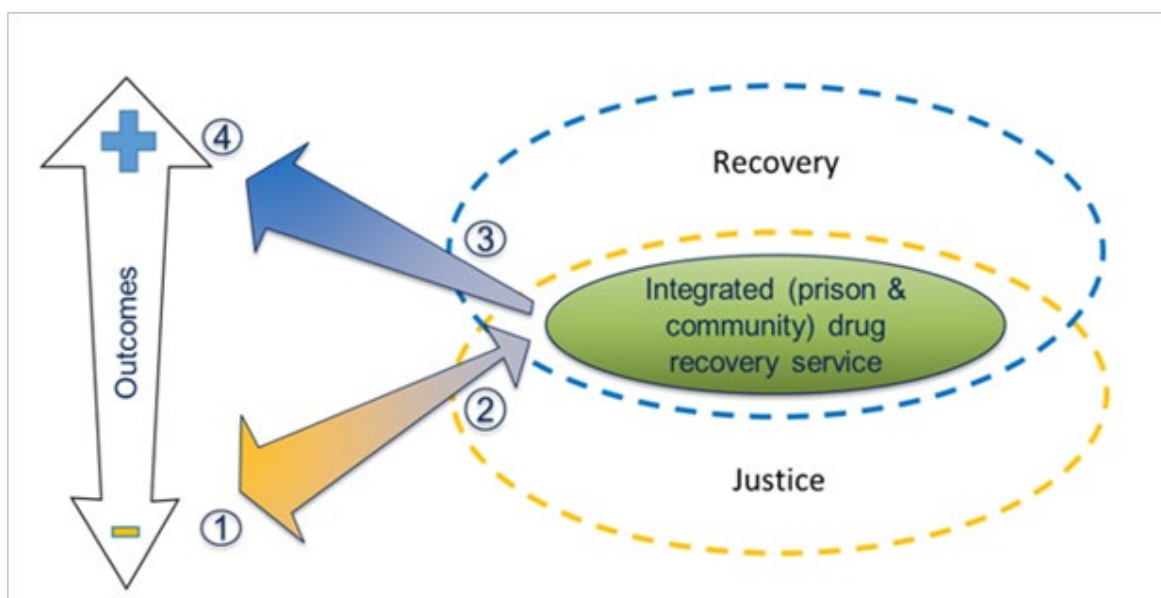 ④
Recovery
③
Integrated (prison &
community) drug
recovery service
Outcomes
②
Justice
①